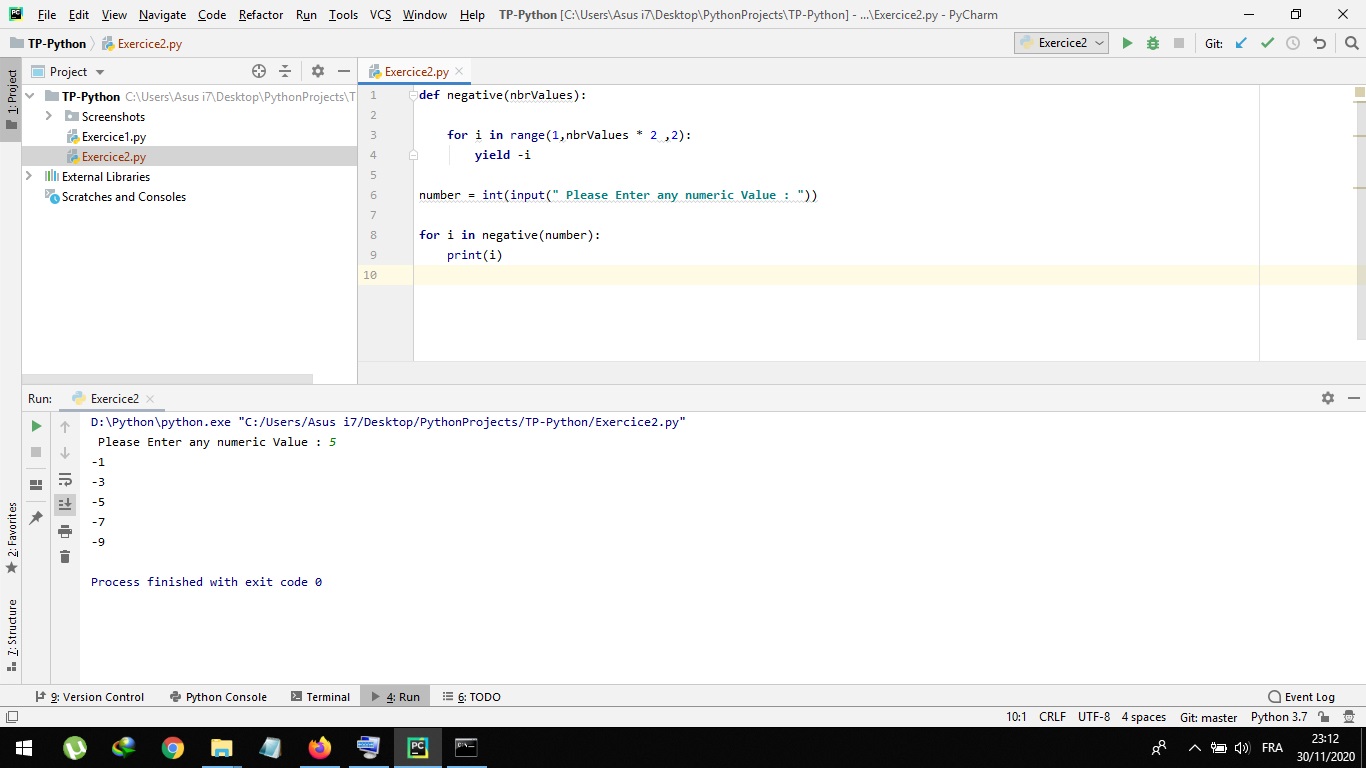 File Edit View Navigate Code Refactor Run Tools VCS Window Help TP-Python [C:\Users\Asus i7\Desktop\PythonProjects\TP-Python] - ...\Exercice2.py - PyCharm
TP-Python Exercice2.py Exercice2 Git:
1: Project
Project
TP-Python C:\Users\Asus i7\Desktop\PythonProjects\T
Screenshots
Exercice1.py
Exercice2.py
External Libraries
Scratches and Consoles
Exercice2.py
1 def negative(nbrValues):
2
3 for i in range(1,nbrValues * 2 ,2):
4 yield -i
5
6 number = int(input(" Please Enter any numeric Value : "))
7
8 for i in negative(number):
9 print(i)
10
Run: Exercice2
D:\Python\python.exe "C:/Users/Asus i7/Desktop/PythonProjects/TP-Python/Exercice2.py"
Please Enter any numeric Value : 5
-1
-3
-5
-7
-9
Process finished with exit code 0
2: Favorites
7: Structure
9: Version Control Python Console Terminal 4: Run 6: TODO Event Log
10:1 CRLF UTF-8 4 spaces Git: master Python 3.7
PC
FRA
23:12
30/11/2020